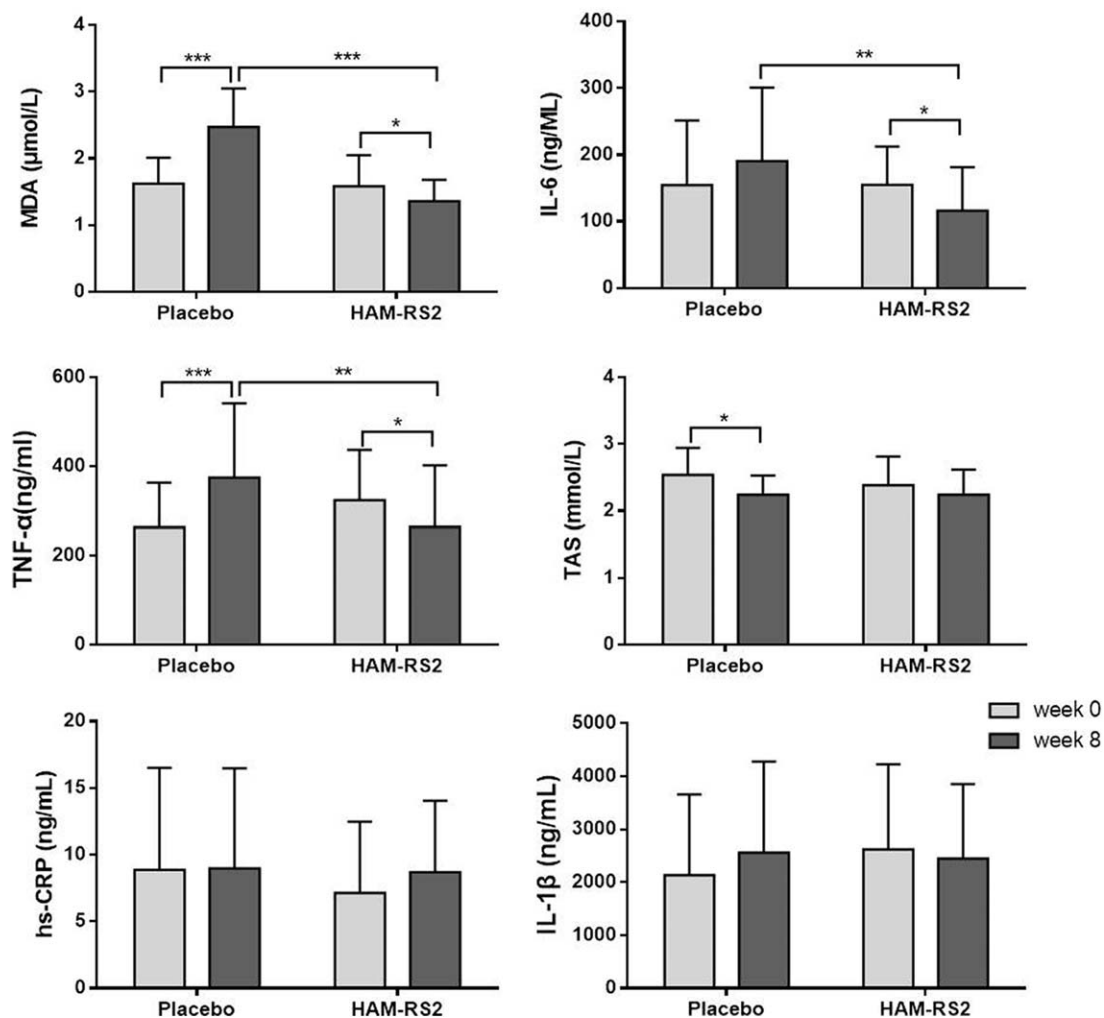 MDA (µmol/L)
4
3
2
1
0
***
***
*
Placebo
HAM-RS2
IL-6 (ng/ML)
400
300
200
100
0
**
*
Placebo
HAM-RS2
TNF-α(ng/ml)
600
400
200
0
***
**
*
Placebo
HAM-RS2
TAS (mmol/L)
4
3
2
1
0
*
Placebo
HAM-RS2
hs-CRP (ng/mL)
20
15
10
5
0
Placebo
HAM-RS2
IL-1β (ng/mL)
5000
4000
3000
2000
1000
0
Placebo
HAM-RS2
week 0
week 8